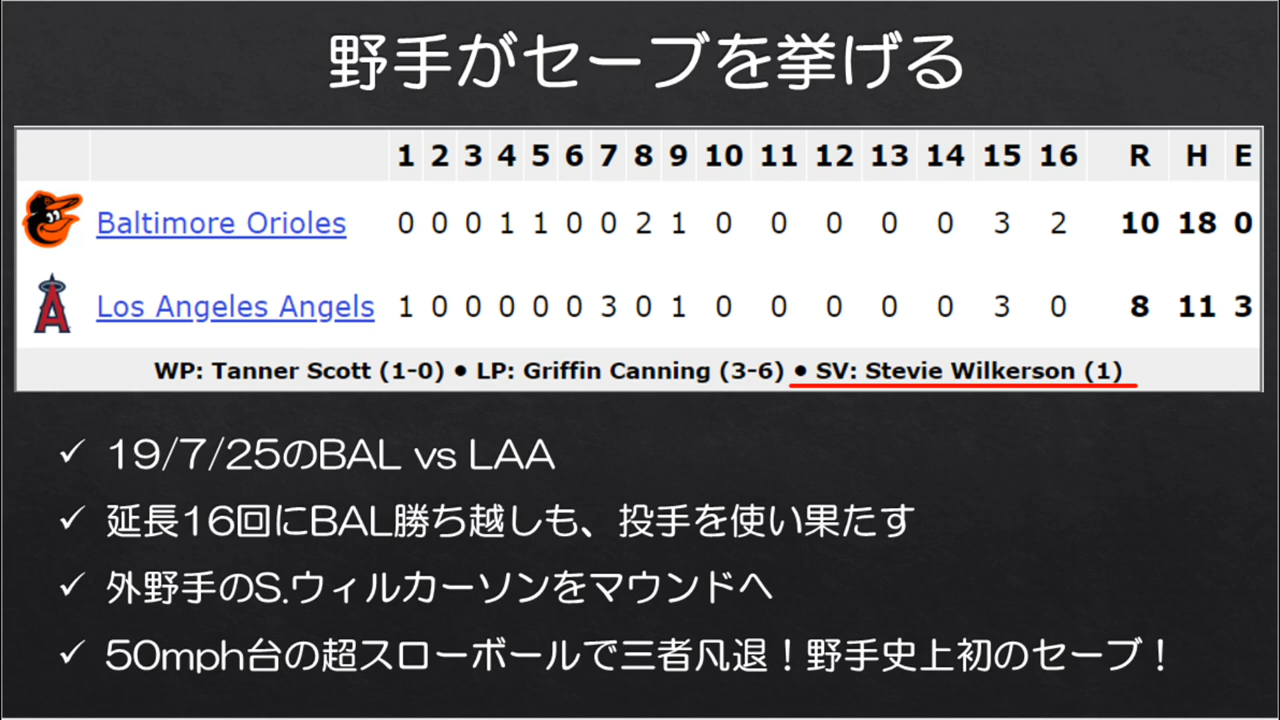 野手がセーブを挙げる
1 2 3 4 5 6 7 8 9 10 11 12 13 14 15 16 R H E
Baltimore Orioles 0 0 0 1 1 0 0 2 1 0 0 0 0 0 3 2 10 18 0
Los Angeles Angels 1 0 0 0 0 0 3 0 1 0 0 0 0 0 3 0 8 11 3
WP: Tanner Scott (1-0) ● LP: Griffin Canning (3-6) ● SV: Stevie Wilkerson (1)
✓ 19/7/25のBAL vs LAA
✓ 延長16回にBAL勝ち越しも、投手を使い果たす
✓ 外野手のS.ウィルカーソンをマウンドへ
✓ 50mph台の超スローボールで三者凡退！野手史上初のセーブ！